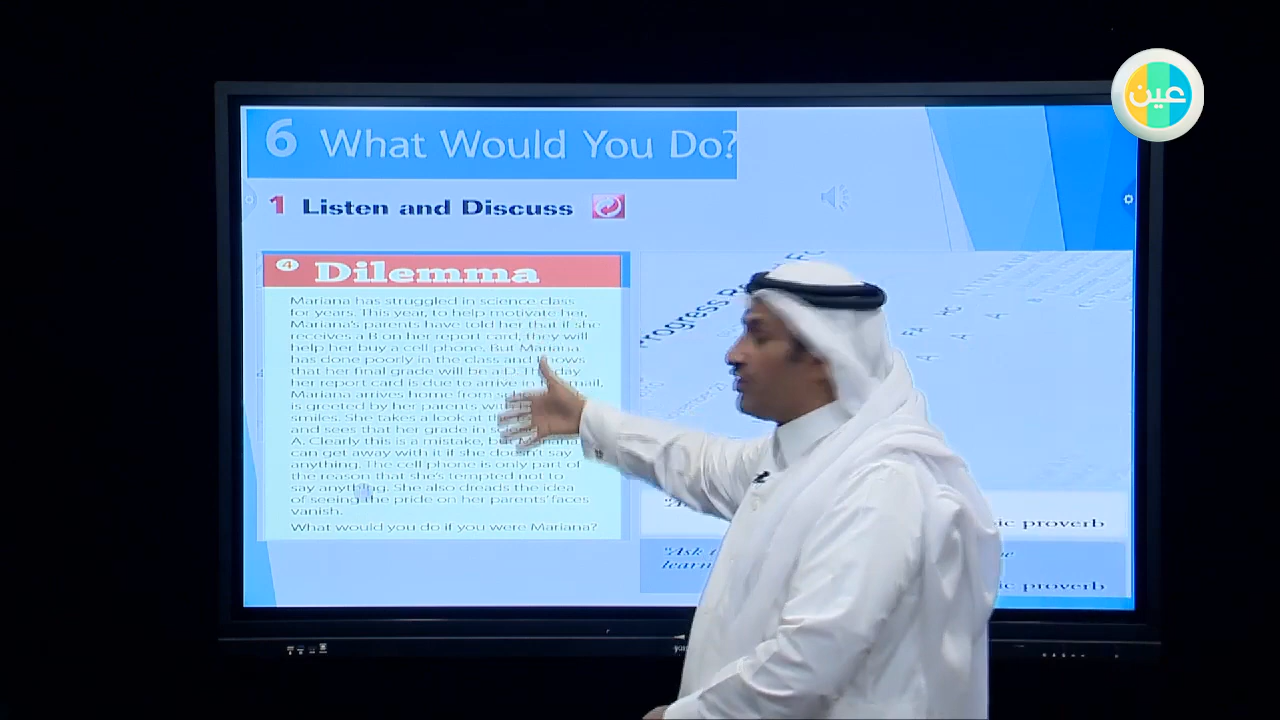 عين
6 What Would You Do?
1 Listen and Discuss
4 Dilemma
Mariana has struggled in science class
for years. This year, to help motivate her,
Mariana's parents have told her that if she
receives a B on her report card, they will
help her buy a cell phone. But Mariana
has done poorly in the class and knows
that her final grade will be a D. The day
her report card is due to arrive in mail,
Mariana arrives home from
is greeted by her parents
smiles. She takes a look at
and sees that her grade in
A. Clearly this is a mistake, but Mariana
can get away with it if she doesn't say
anything. The cell phone is only part of
the reason that she's tempted not to
say anything. She also dreads the idea
of seeing the pride on her parents' faces
vanish.
What would you do if you were Mariana?
Progress
ic proverb
"Ask
learn
ic proverb